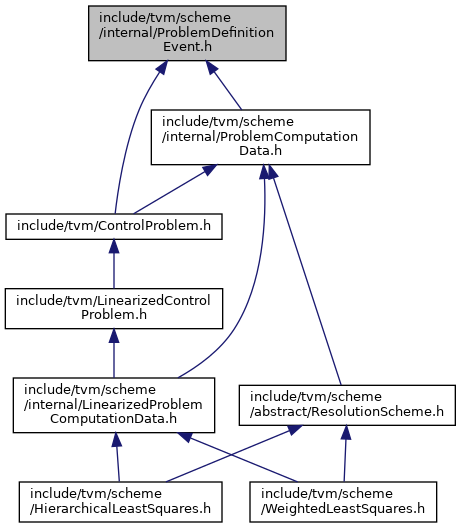 include/tvm/scheme
/internal/ProblemDefinition
Event.h
include/tvm/scheme
/internal/ProblemComputation
Data.h
include/tvm/ControlProblem.h
include/tvm/LinearizedControl
Problem.h
include/tvm/scheme
/internal/LinearizedProblem
ComputationData.h
include/tvm/scheme
/abstract/ResolutionScheme.h
include/tvm/scheme
/HierarchicalLeastSquares.h
include/tvm/scheme
/WeightedLeastSquares.h